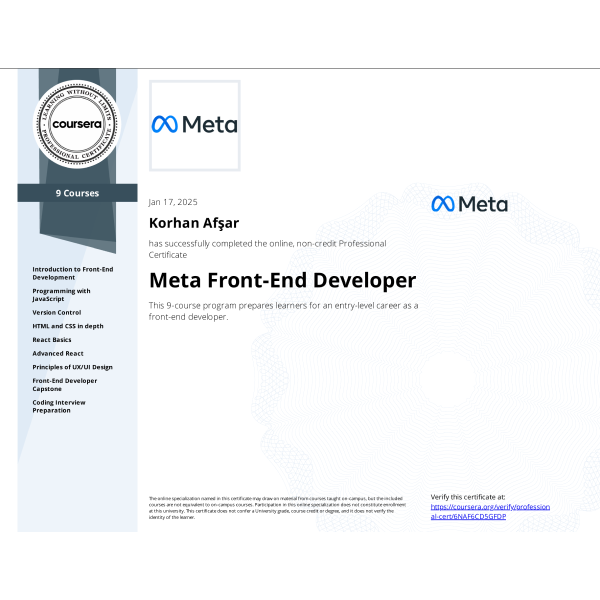 LEARNING WITHOUT LIMITS
coursera
PROFESSIONAL CERTIFICATE
9 Courses
Introduction to Front-End
Development
Programming with
JavaScript
Version Control
HTML and CSS in depth
React Basics
Advanced React
Principles of UX/UI Design
Front-End Developer
Capstone
Coding Interview
Preparation
Meta
Jan 17, 2025
Korhan Afşar
has successfully completed the online, non-credit Professional
Certificate
Meta Front-End Developer
This 9-course program prepares learners for an entry-level career as a
front-end developer.
Meta
The online specialization named in this certificate may draw on material from courses taught on-campus, but the included
courses are not equivalent to on-campus courses. Participation in this online specialization does not constitute enrollment
at this university. This certificate does not confer a University grade, course credit or degree, and it does not verify the
identity of the learner.
Verify this certificate at:
https://coursera.org/verify/profession
al-cert/6NAF6CD5GFDP